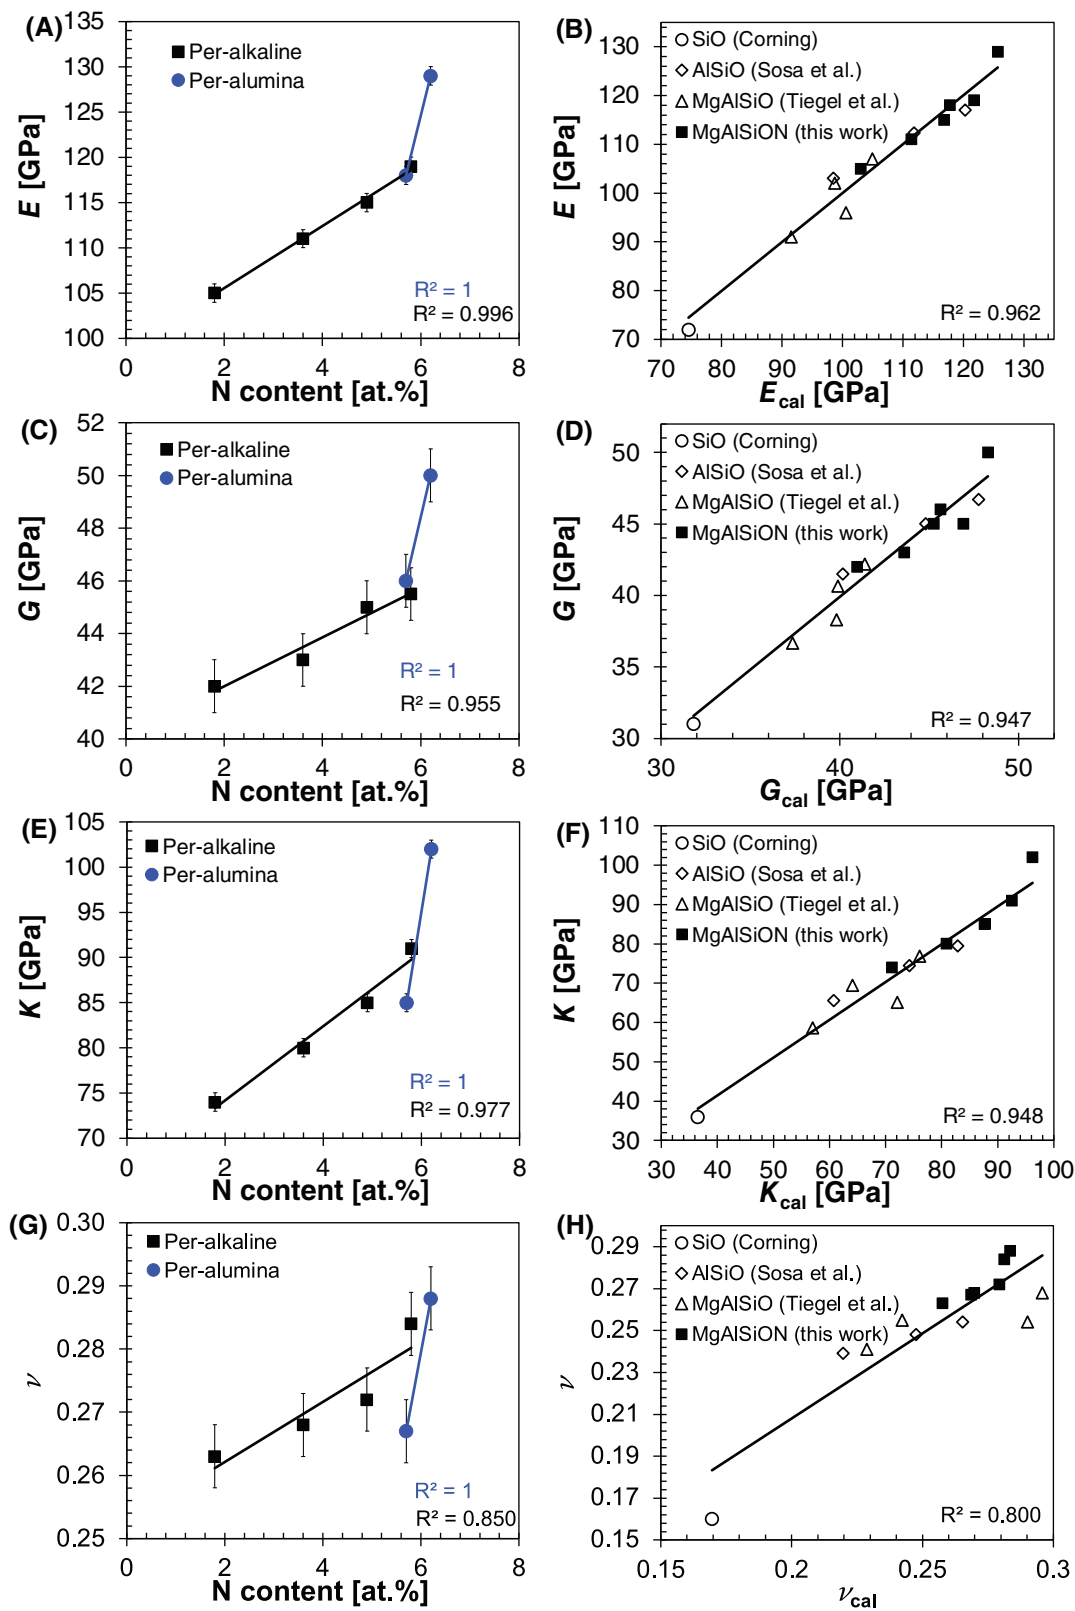 (A)
135
130
125
120
115
110
105
100
E [GPa]
Per-alkaline
Per-alumina
R² = 1
R² = 0.996
0 2 4 6 8
N content [at.%]
(B)
130
120
110
100
90
80
70
E [GPa]
SiO (Corning)
AlSiO (Sosa et al.)
MgAlSiO (Tiegel et al.)
MgAlSiON (this work)
R² = 0.962
70 80 90 100 110 120 130
E cal [GPa]
(C)
52
50
48
46
44
42
40
G [GPa]
Per-alkaline
Per-alumina
R² = 1
R² = 0.955
0 2 4 6 8
N content [at.%]
(D)
50
45
40
35
30
G [GPa]
SiO (Corning)
AlSiO (Sosa et al.)
MgAlSiO (Tiegel et al.)
MgAlSiON (this work)
R² = 0.947
30 40 50
G cal [GPa]
(E)
105
100
95
90
85
80
75
70
K [GPa]
Per-alkaline
Per-alumina
R² = 1
R² = 0.977
0 2 4 6 8
N content [at.%]
(F)
110
100
90
80
70
60
50
40
30
K [GPa]
SiO (Corning)
AlSiO (Sosa et al.)
MgAlSiO (Tiegel et al.)
MgAlSiON (this work)
R² = 0.948
30 40 50 60 70 80 90 100
K cal [GPa]
(G)
0.30
0.29
0.28
0.27
0.26
0.25
ν
Per-alkaline
Per-alumina
R² = 1
R² = 0.850
0 2 4 6 8
N content [at.%]
(H)
0.29
0.27
0.25
0.23
0.21
0.19
0.17
0.15
ν
SiO (Corning)
AlSiO (Sosa et al.)
MgAlSiO (Tiegel et al.)
MgAlSiON (this work)
R² = 0.800
0.15 0.2 0.25 0.3
ν cal